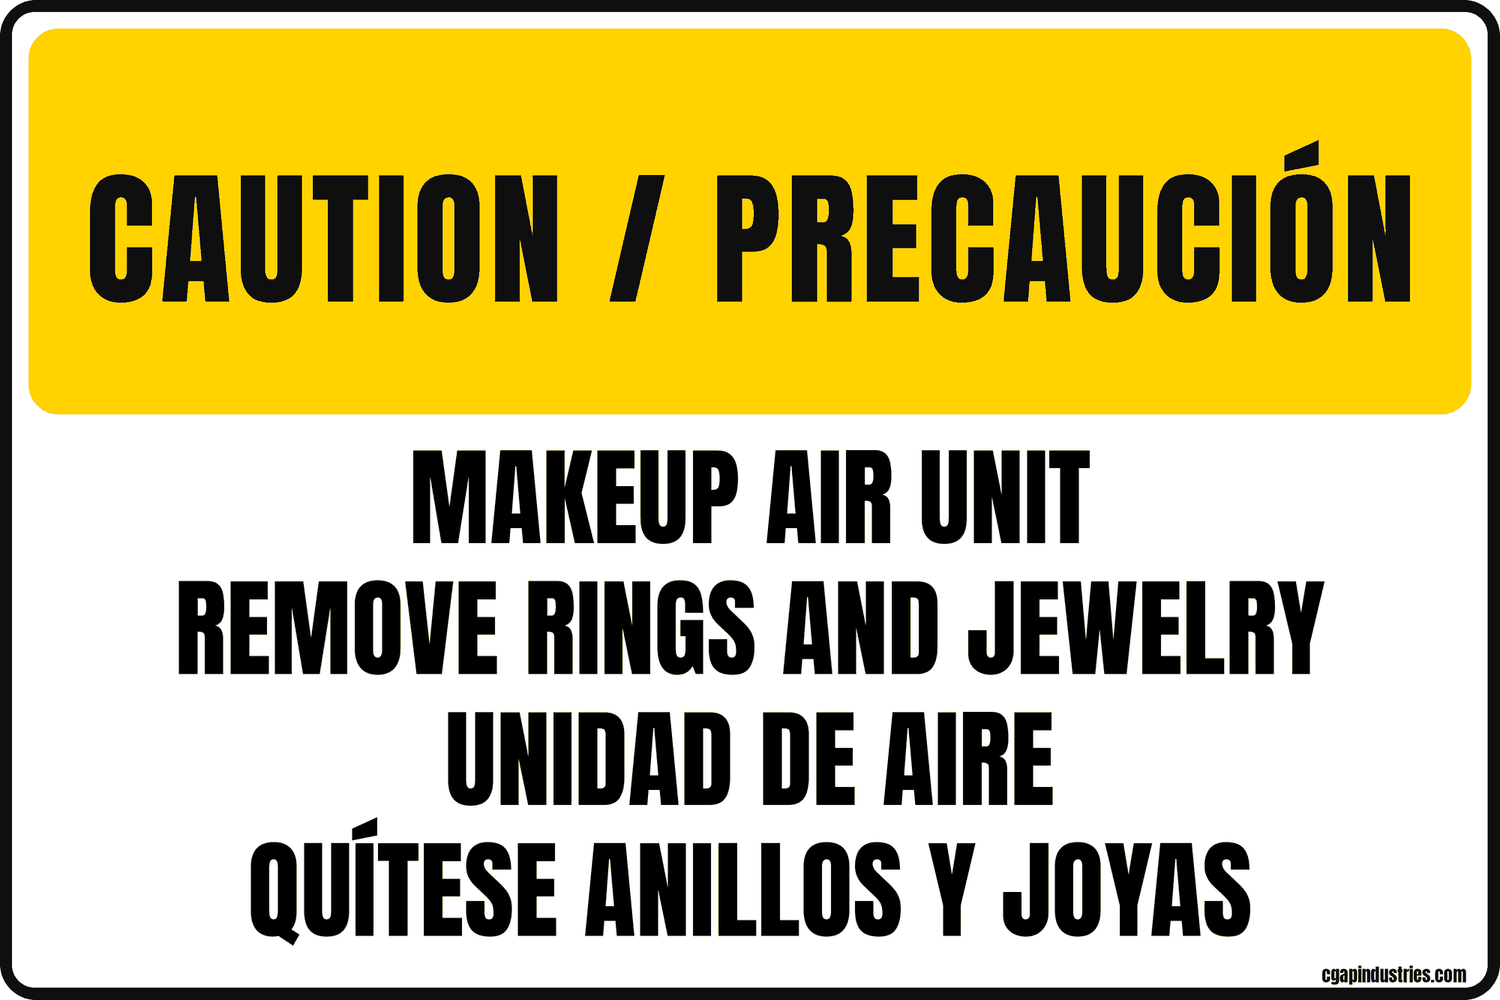 CAUTION / PRECAUCIÓN
MAKEUP AIR UNIT
REMOVE RINGS AND JEWELRY
UNIDAD DE AIRE
QUÍTESE ANILLOS Y JOYAS
cgapindustries.com